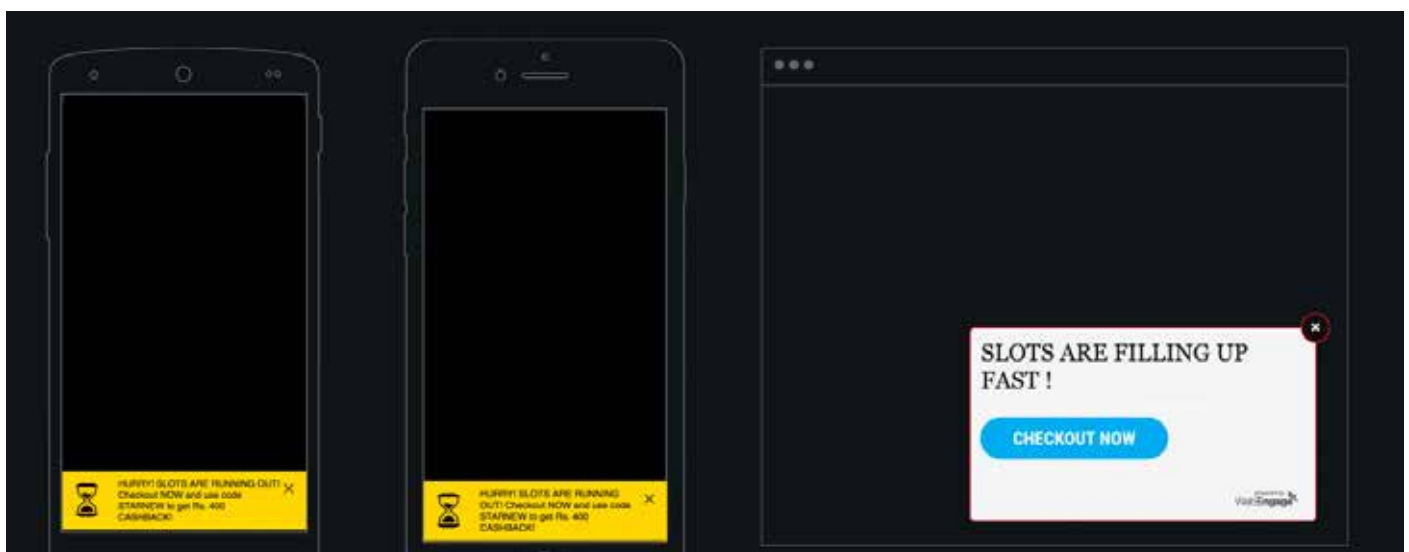 HURRY! SLOTS ARE RUNNING OUT!
Checkout NOW and use code
STARNEW to get Rs. 400
CASHBACK!
HURRY! SLOTS ARE RUNNING
OUT! Checkout NOW and use code
STARNEW to get Rs. 400
CASHBACK!
SLOTS ARE FILLING UP
FAST !
CHECKOUT NOW
WebEngage